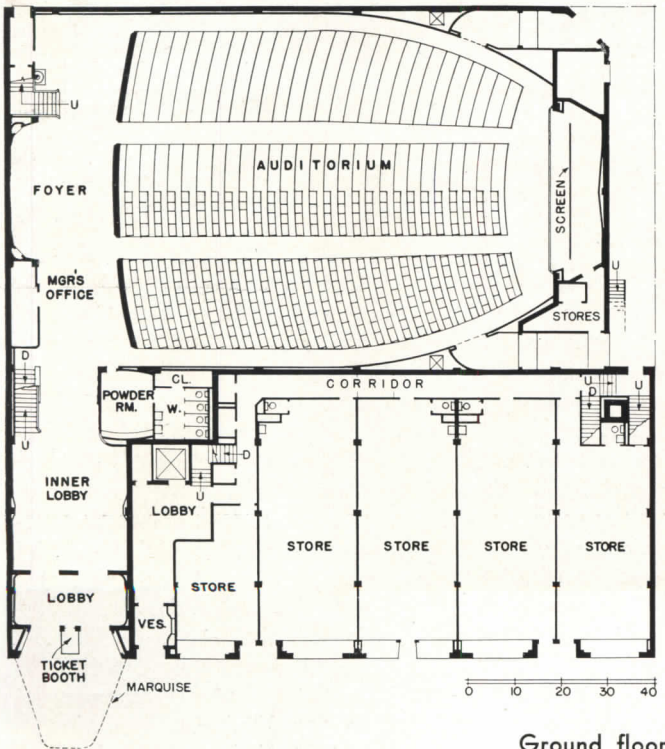 U
AUDITORIUM
FOYER
SCREEN
MGR'S
OFFICE
U
STORES
D
CL.
CORRIDOR
U
D
U
POWDER
RM.
W.
U
D
U
INNER
LOBBY
LOBBY
STORE
STORE
STORE
STORE
STORE
LOBBY
VES.
TICKET
BOOTH
MARQUISE
0 10 20 30 40
Ground floor